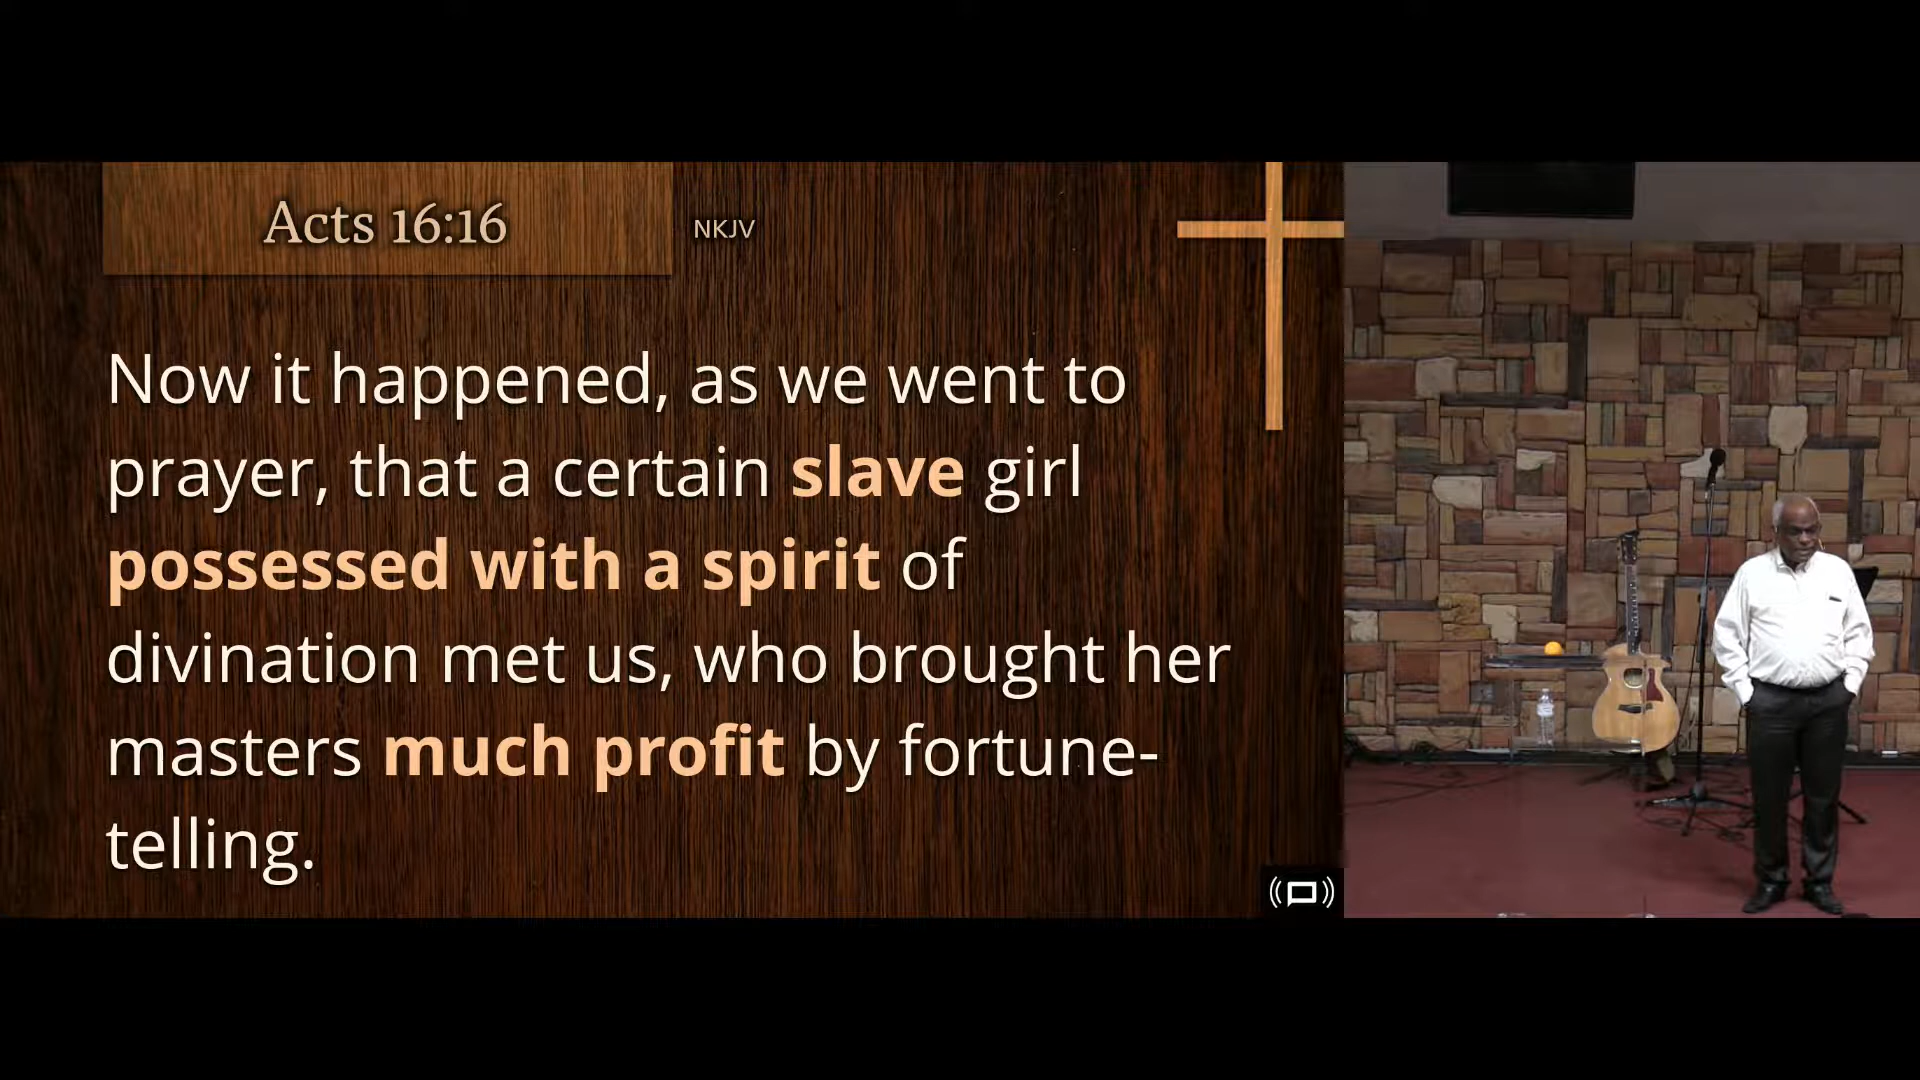 Acts 16:16
NKJV
Now it happened, as we went to
prayer, that a certain slave girl
possessed with a spirit of
divination met us, who brought her
masters much profit by fortune-
telling.